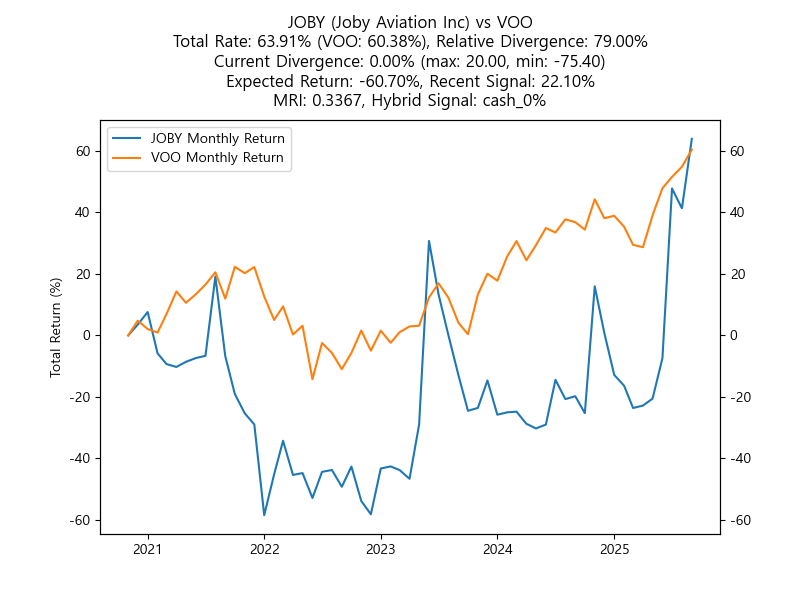 JOBY (Joby Aviation Inc) vs VOO
Total Rate: 63.91% (VOO: 60.38%), Relative Divergence: 79.00%
Current Divergence: 0.00% (max: 20.00, min: -75.40)
Expected Return: -60.70%, Recent Signal: 22.10%
MRI: 0.3367, Hybrid Signal: cash_0%
JOBY Monthly Return
VOO Monthly Return
Total Return (%)
60
40
20
0
-20
-40
-60
60
40
20
0
-20
-40
-60
2021
2022
2023
2024
2025